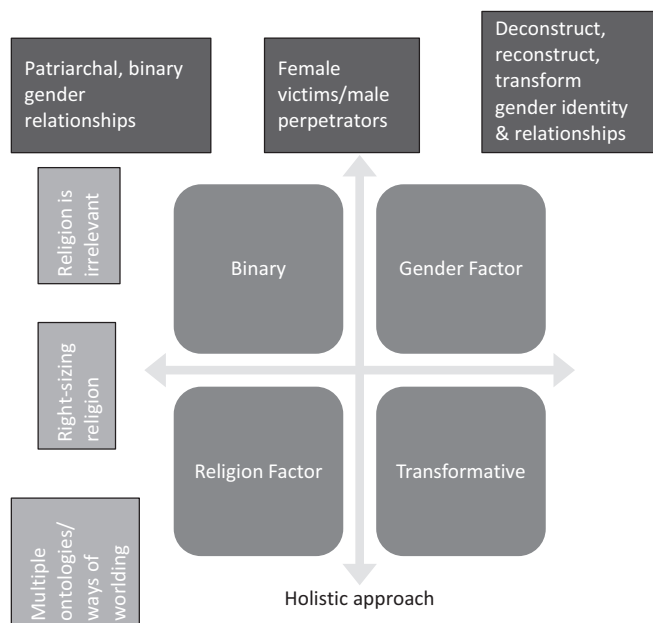 Patriarchal, binary
gender
relationships
Female
victims/male
perpetrators
Deconstruct,
reconstruct,
transform
gender identity
& relationships
Religion is
irrelevant
Binary
Gender Factor
Right-sizing
religion
Religion Factor
Transformative
Multiple
ontologies/
ways of
worlding
Holistic approach